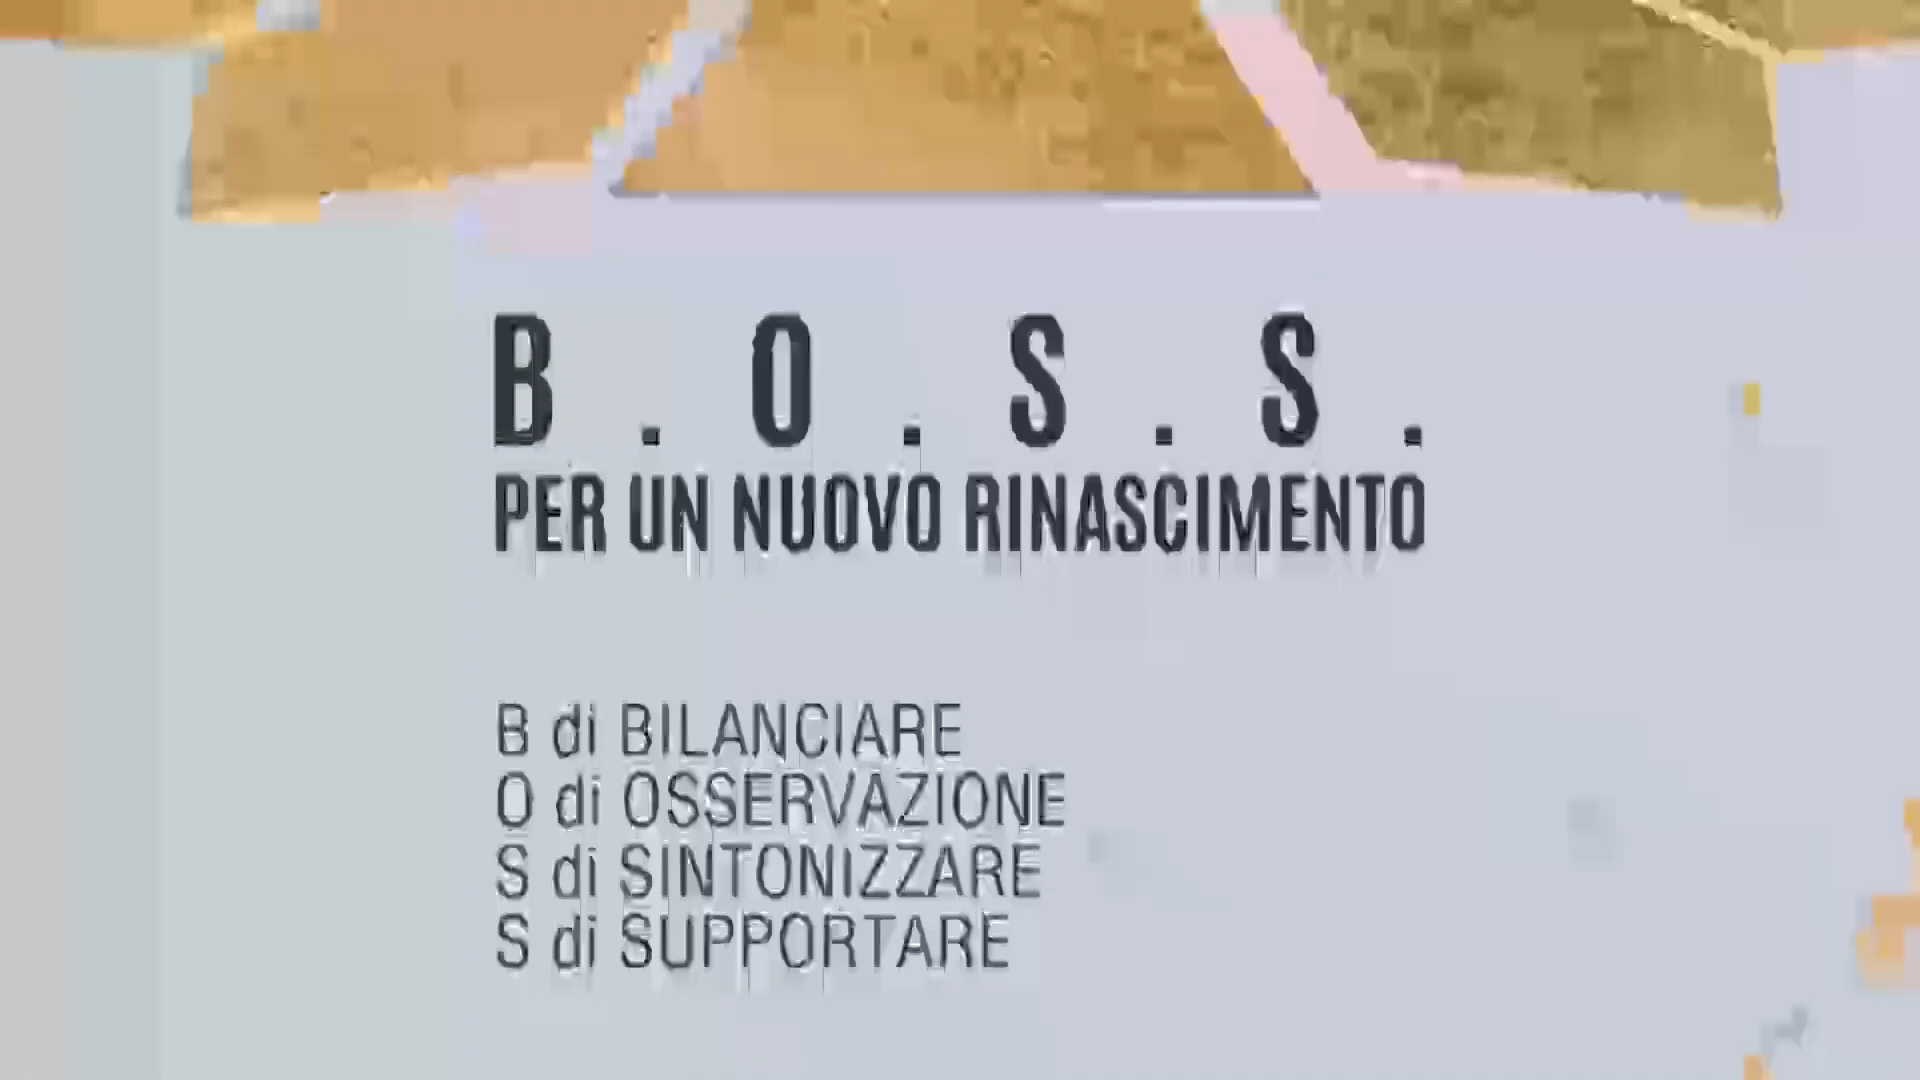 B.O.S.S.
PER UN NUOVO RINASCIMENTO
B di BILANCIARE
O di OSSERVAZIONE
S di SINTONIZZARE
S di SUPPORTARE